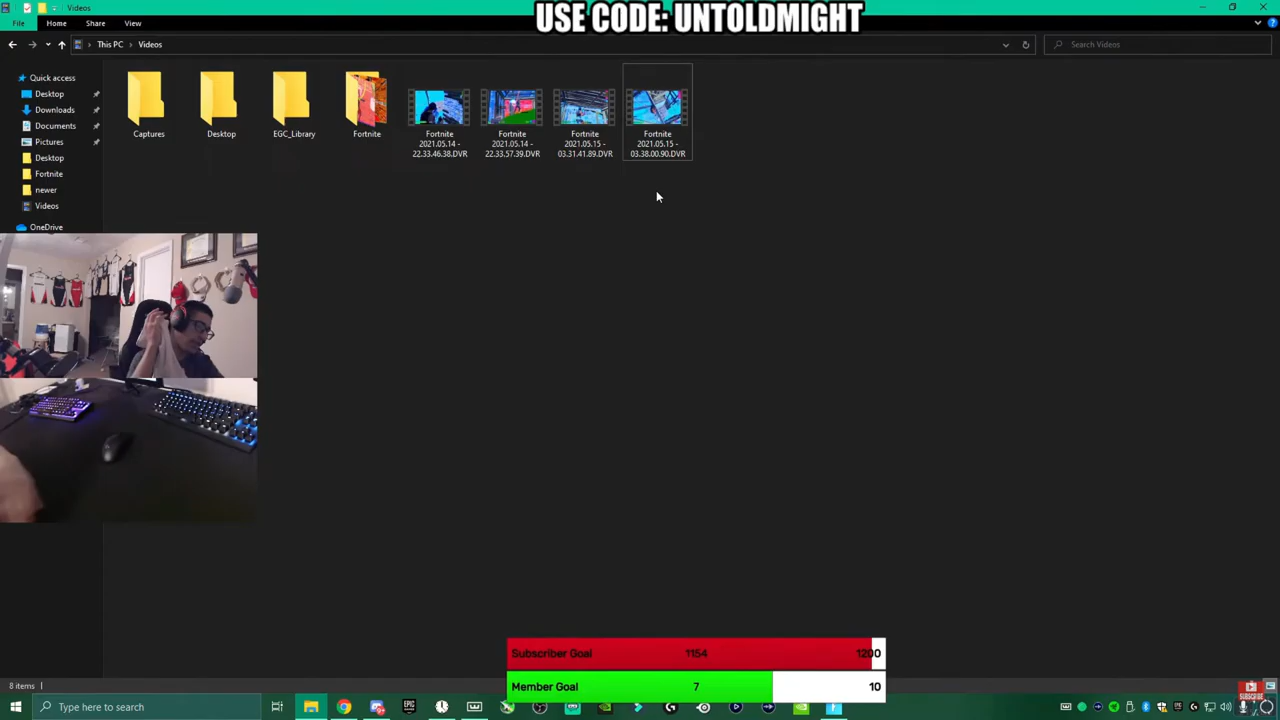 USE CODE: UNTOLDMIGHT
Videos
File
Home
Share
View
This PC
Videos
Search Videos
Quick access
Desktop
Downloads
Documents
Pictures
Desktop
Fortnite
newer
Videos
OneDrive
Captures
Desktop
EGC_Library
Fortnite
Fortnite
2021.05.14 -
22.33.46.38.DVR
Fortnite
2021.05.14 -
22.33.57.39.DVR
Fortnite
2021.05.15 -
03.31.41.89.DVR
Fortnite
2021.05.15 -
03.38.00.90.DVR
Subscriber Goal 1154 1200
Member Goal 7 10
8 items
Type here to search
EPIC
SUBSCRIBE